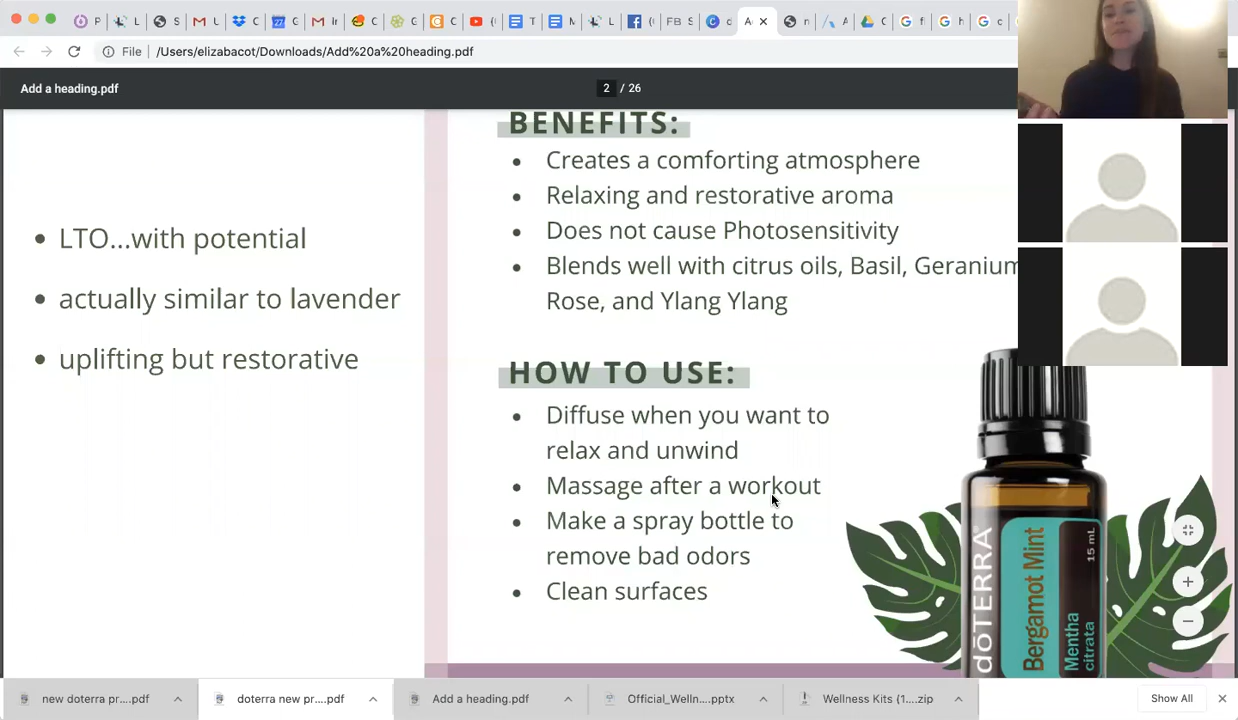 File
/Users/elizabacot/Downloads/Add%20a%20heading.pdf
Add a heading.pdf
2 / 26
LTO...with potential
actually similar to lavender
uplifting but restorative
BENEFITS:
Creates a comforting atmosphere
Relaxing and restorative aroma
Does not cause Photosensitivity
Blends well with citrus oils, Basil, Geranium
Rose, and Ylang Ylang
HOW TO USE:
Diffuse when you want to
relax and unwind
Massage after a workout
Make a spray bottle to
remove bad odors
Clean surfaces
dōTERRA
Bergamot Mint
Mentha
citrata
15 mL
new doterra pr....pdf
doterra new pr....pdf
Add a heading.pdf
Official_Welln....pptx
Wellness Kits (1....zip
Show All